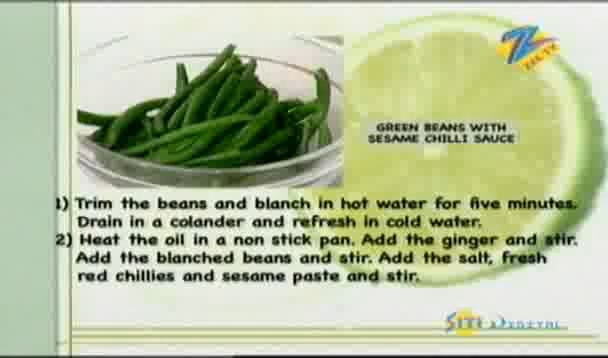 ZEE TV
GREEN BEANS WITH
SESAME CHILLI SAUCE
1) Trim the beans and blanch in hot water for five minutes.
Drain in a colander and refresh in cold water.
2) Heat the oil in a non stick pan. Add the ginger and stir.
Add the blanched beans and stir. Add the salt, fresh
red chillies and sesame paste and stir.
SITI DIGITAL